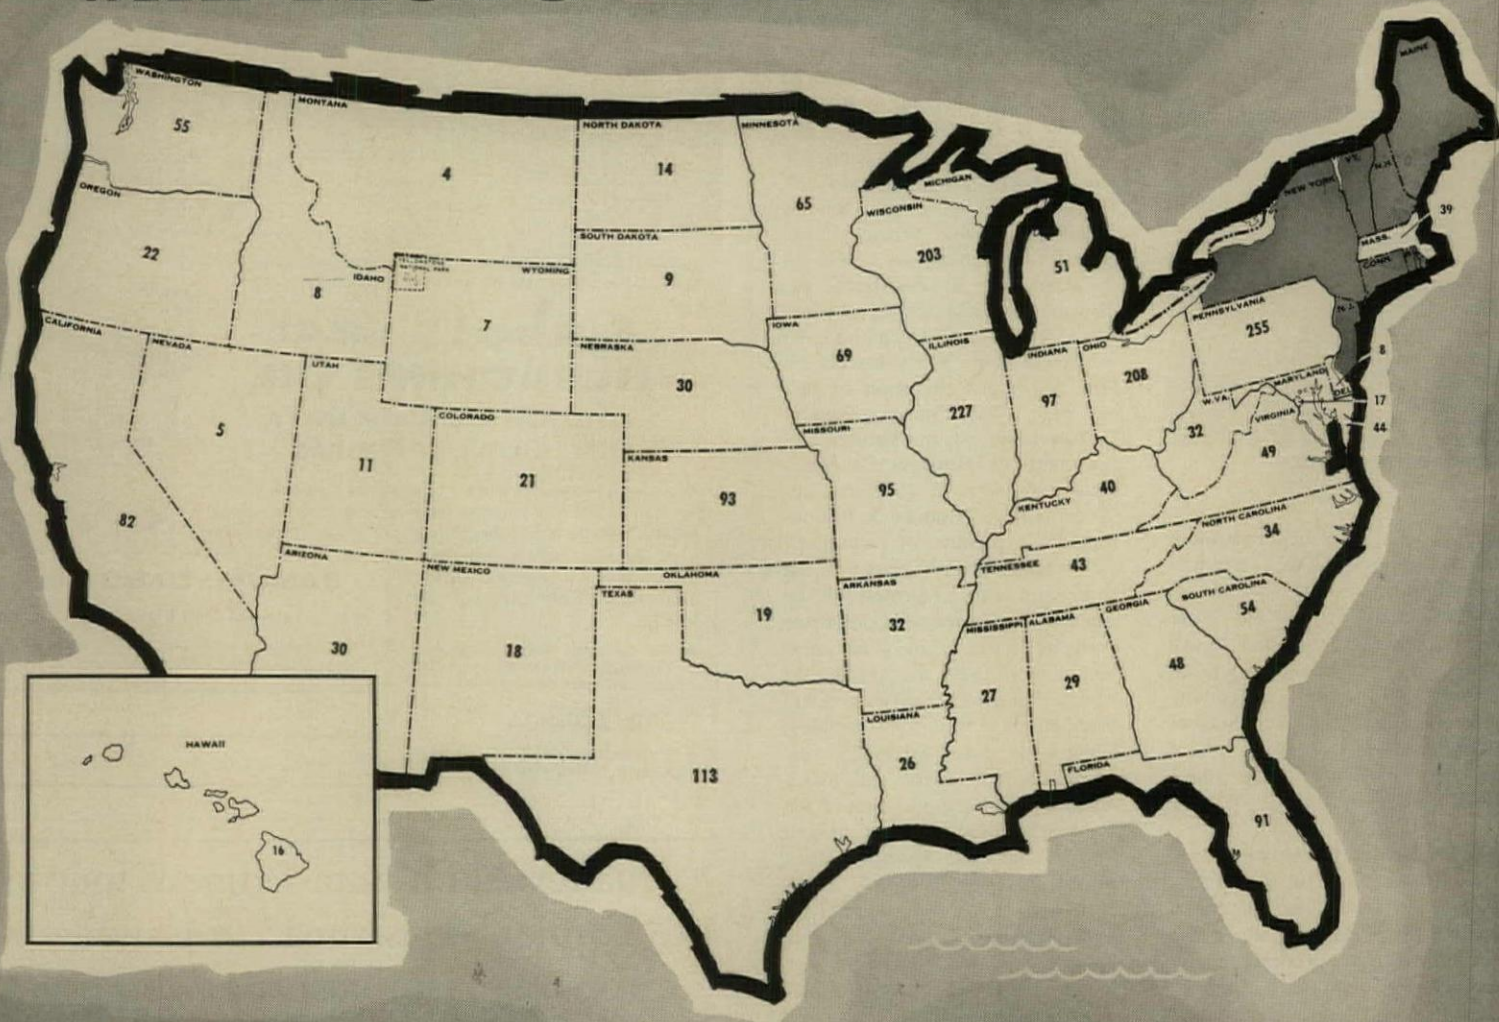 WASHINGTON
55
MONTANA
4
NORTH DAKOTA
14
MINNESOTA
65
MAINE
OREGON
22
IDAHO
8
YELLOWSTONE
NATIONAL PARK
WYOMING
7
SOUTH DAKOTA
9
WISCONSIN
203
MICHIGAN
51
NEW YORK
VT.
N.H.
39
MASS.
CONN.
CALIFORNIA
82
NEVADA
5
UTAH
11
NEBRASKA
30
IOWA
69
ILLINOIS
227
INDIANA
97
OHIO
208
PENNSYLVANIA
255
N.J.
8
MARYLAND
DEL.
17
44
COLORADO
21
KANSAS
93
MISSOURI
95
KENTUCKY
40
W.VA.
32
VIRGINIA
49
ARIZONA
30
NEW MEXICO
18
TEXAS
113
OKLAHOMA
19
ARKANSAS
32
TENNESSEE
43
NORTH CAROLINA
34
SOUTH CAROLINA
54
MISSISSIPPI
27
ALABAMA
29
GEORGIA
48
LOUISIANA
26
FLORIDA
91
HAWAII
16